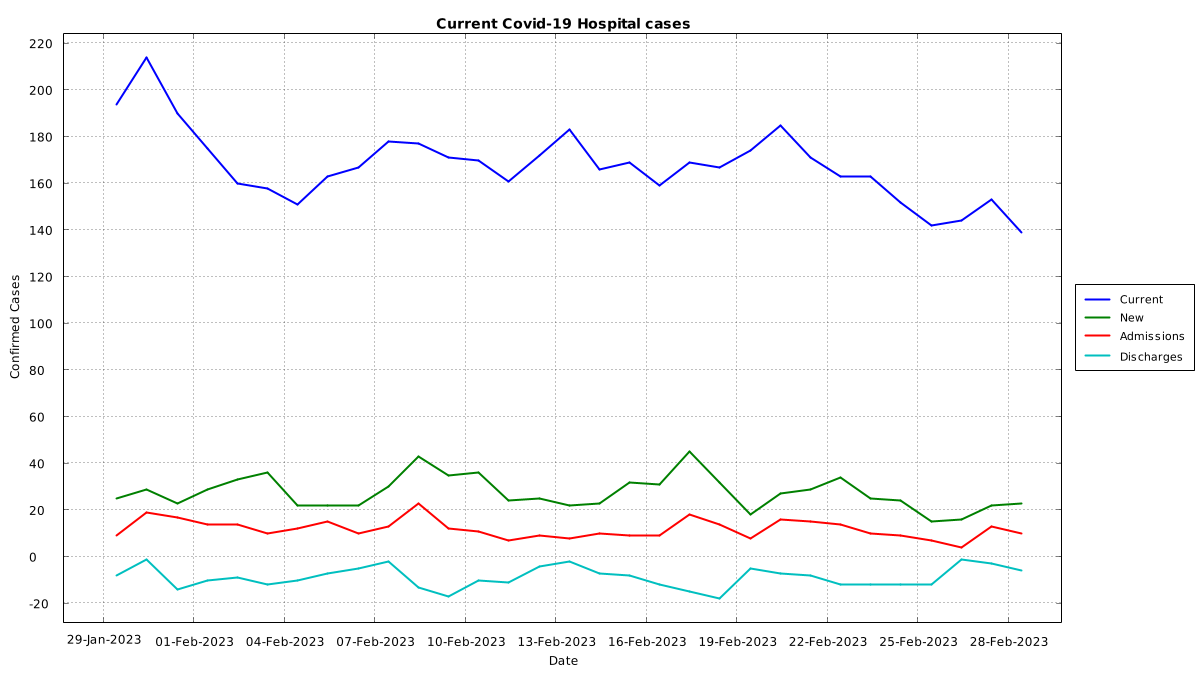 Current Covid-19 Hospital cases
220
200
180
160
140
120
100
80
60
40
20
0
-20
Confirmed Cases
29-Jan-2023 01-Feb-2023 04-Feb-2023 07-Feb-2023 10-Feb-2023 13-Feb-2023 16-Feb-2023 19-Feb-2023 22-Feb-2023 25-Feb-2023 28-Feb-2023
Date
Current
New
Admissions
Discharges